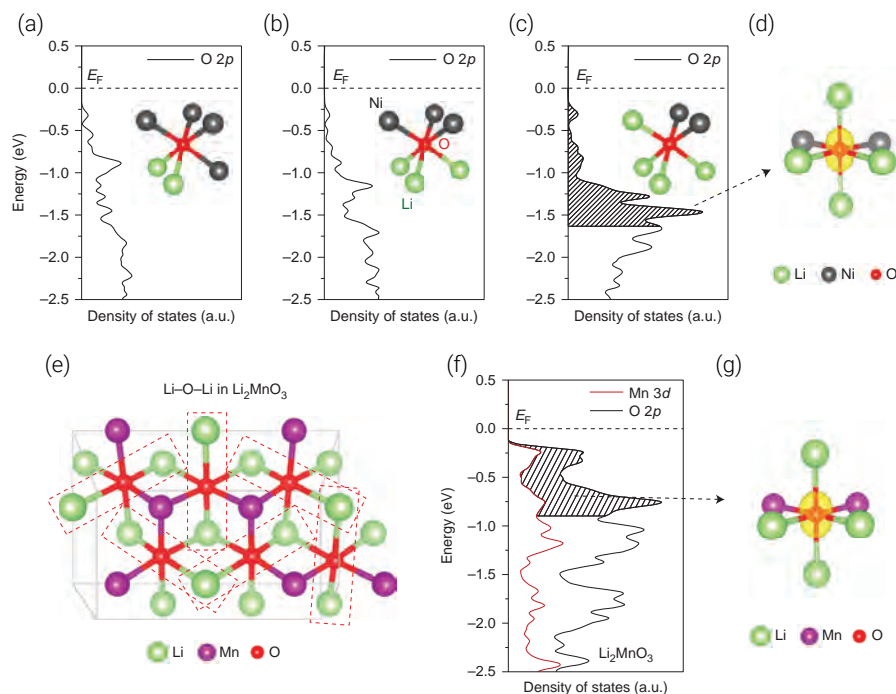 (a)
(b)
(c)
(d)
0.5
0.0
−0.5
−1.0
−1.5
−2.0
−2.5
Energy (eV)
O 2p
EF
Density of states (a.u.)
0.5
0.0
−0.5
−1.0
−1.5
−2.0
−2.5
O 2p
EF
Ni
O
Li
Density of states (a.u.)
0.5
0.0
−0.5
−1.0
−1.5
−2.0
−2.5
O 2p
EF
Density of states (a.u.)
Li Ni O
(e)
(f)
(g)
Li–O–Li in Li2MnO3
Li Mn O
0.5
0.0
−0.5
−1.0
−1.5
−2.0
−2.5
Energy (eV)
Mn 3d
O 2p
EF
Li2MnO3
Density of states (a.u.)
Li Mn O